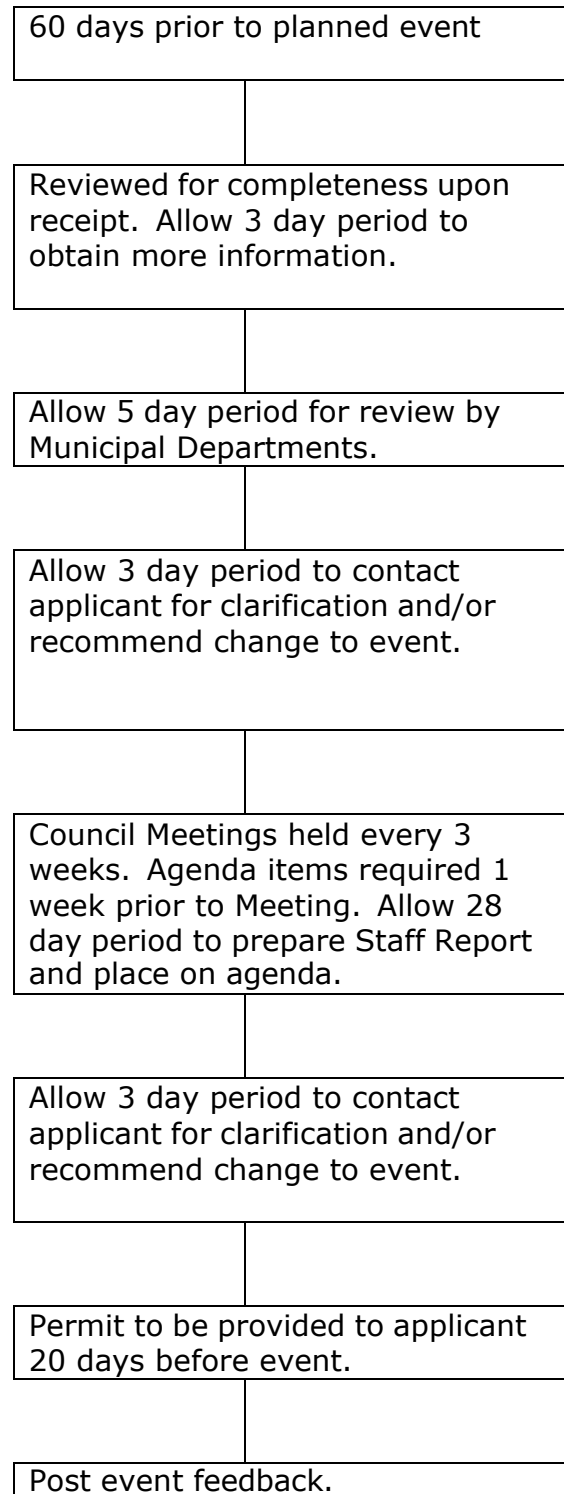 60 days prior to planned event
Reviewed for completeness upon
receipt. Allow 3 day period to
obtain more information.
Allow 5 day period for review by
Municipal Departments.
Allow 3 day period to contact
applicant for clarification and/or
recommend change to event.
Council Meetings held every 3
weeks. Agenda items required 1
week prior to Meeting. Allow 28
day period to prepare Staff Report
and place on agenda.
Allow 3 day period to contact
applicant for clarification and/or
recommend change to event.
Permit to be provided to applicant
20 days before event.
Post event feedback.